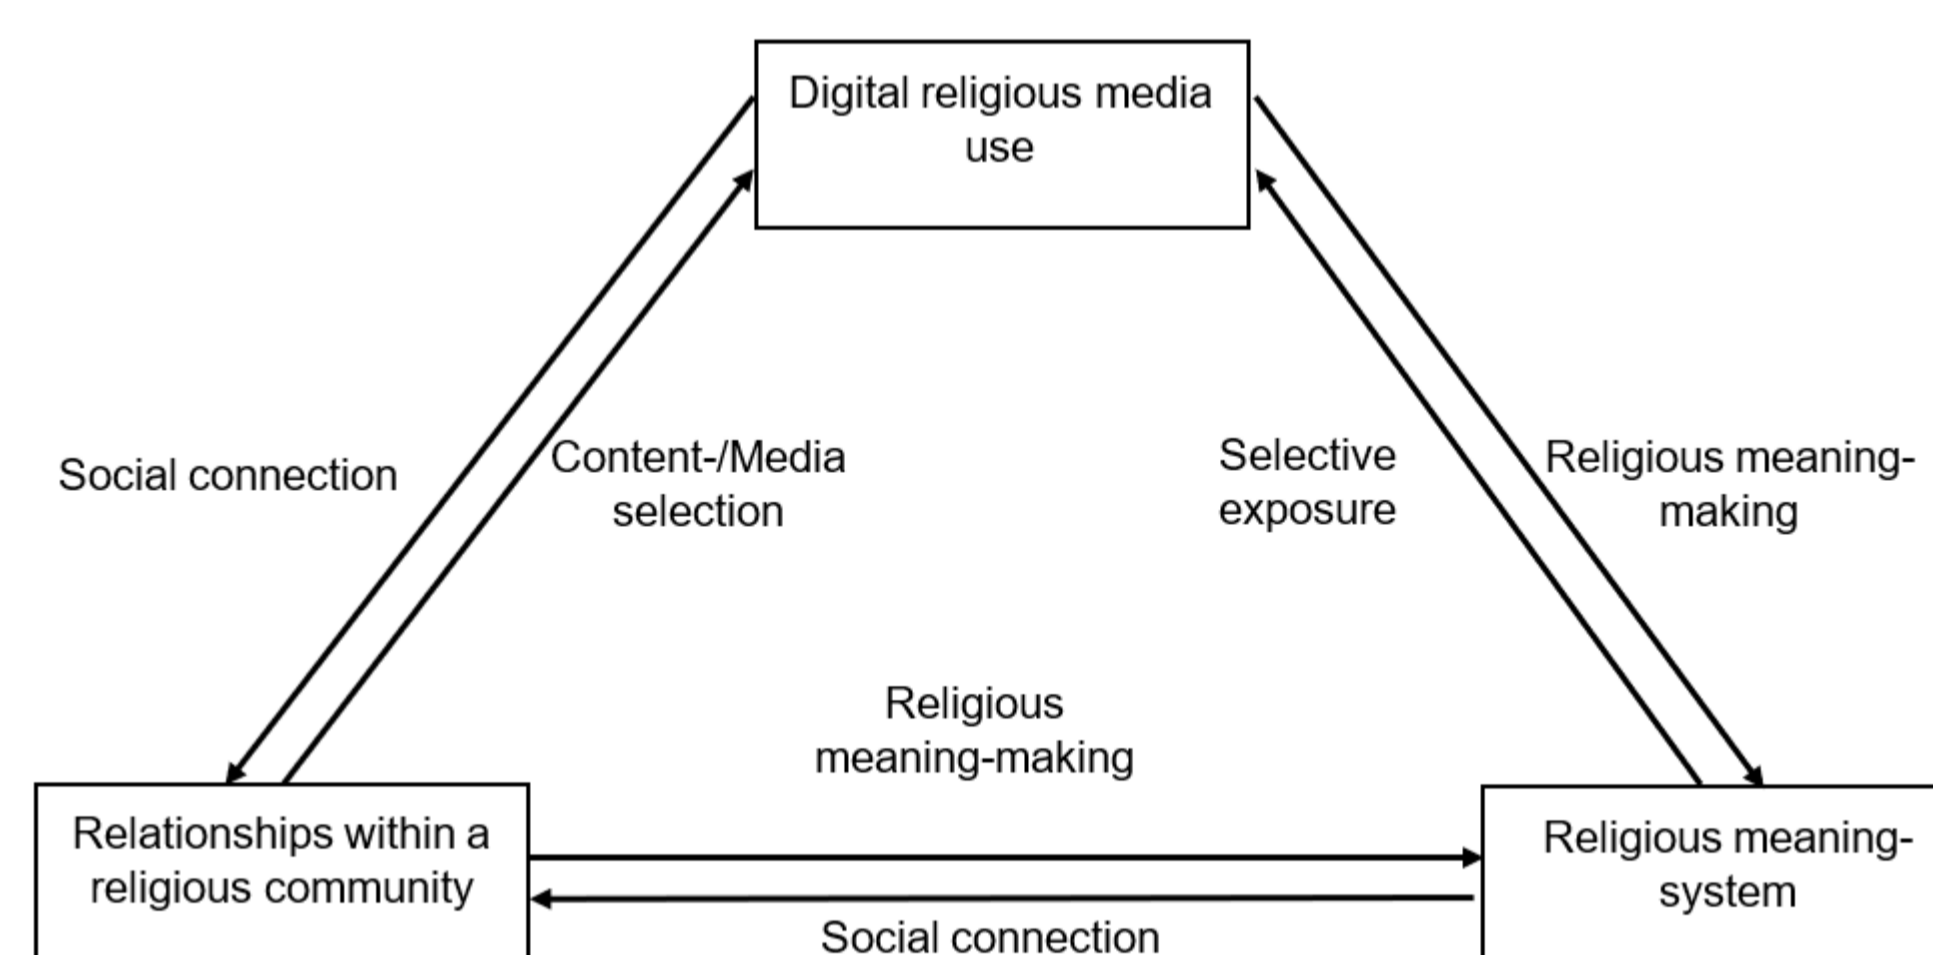 Digital religious media
use
Social connection
Content-/Media
selection
Selective
exposure
Religious meaning-
making
Religious
meaning-making
Relationships within a
religious community
Religious meaning-
system
Social connection